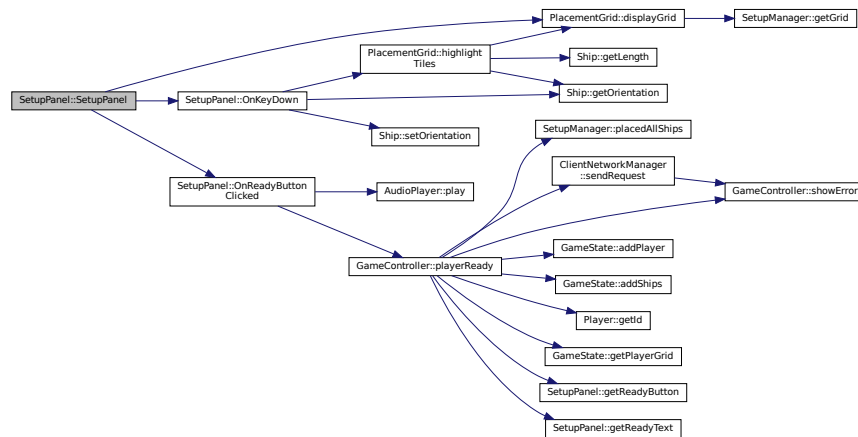 PlacementGrid::displayGrid
SetupManager::getGrid
PlacementGrid::highlight
Tiles
Ship::getLength
SetupPanel::SetupPanel
SetupPanel::OnKeyDown
Ship::getOrientation
Ship::setOrientation
SetupManager::placedAllShips
ClientNetworkManager
::sendRequest
SetupPanel::OnReadyButton
Clicked
AudioPlayer::play
GameController::showError
GameState::addPlayer
GameController::playerReady
GameState::addShips
Player::getId
GameState::getPlayerGrid
SetupPanel::getReadyButton
SetupPanel::getReadyText